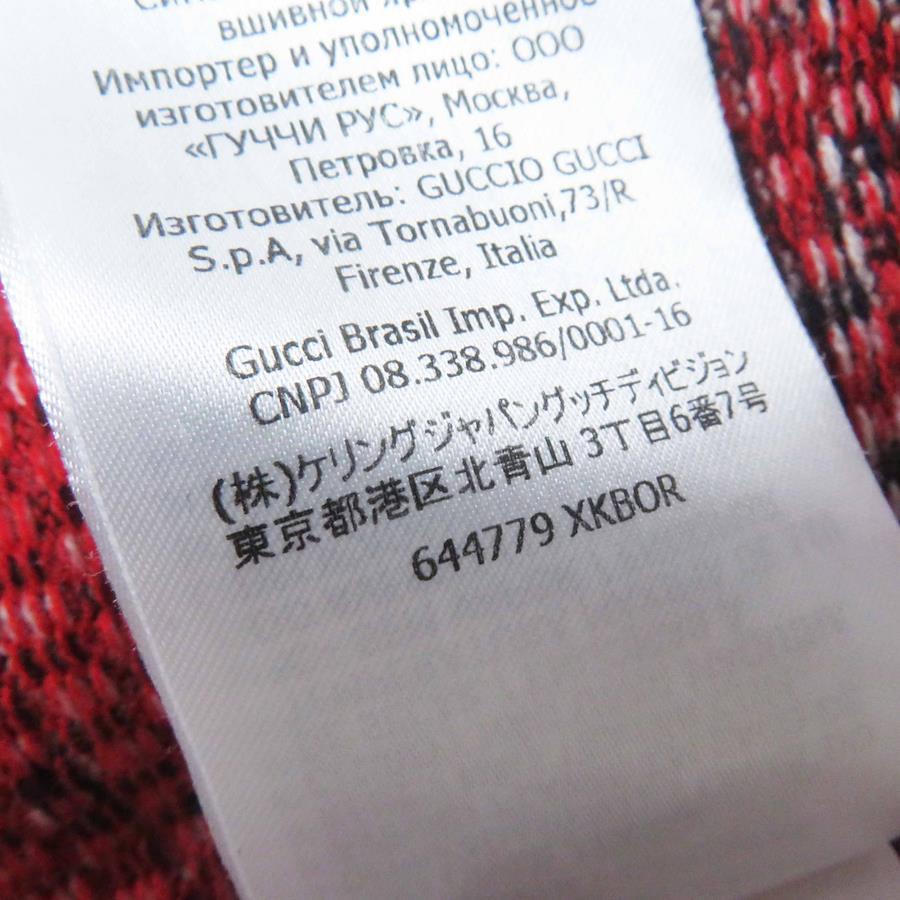 вшивной
Импортер и уполномоченное
изготовителем лицо: ООО
«ГУЧЧИ РУС», Москва,
Петровка, 16
Изготовитель: GUCCIO GUCCI
S.p.A, via Tornabuoni,73/R
Firenze, Italia
Gucci Brasil Imp. Exp. Ltda.
CNPJ 08.338.986/0001-16
(株)ケリングジャパングッチディビジョン
東京都港区北青山 3丁目6番7号
644779 XKBOR